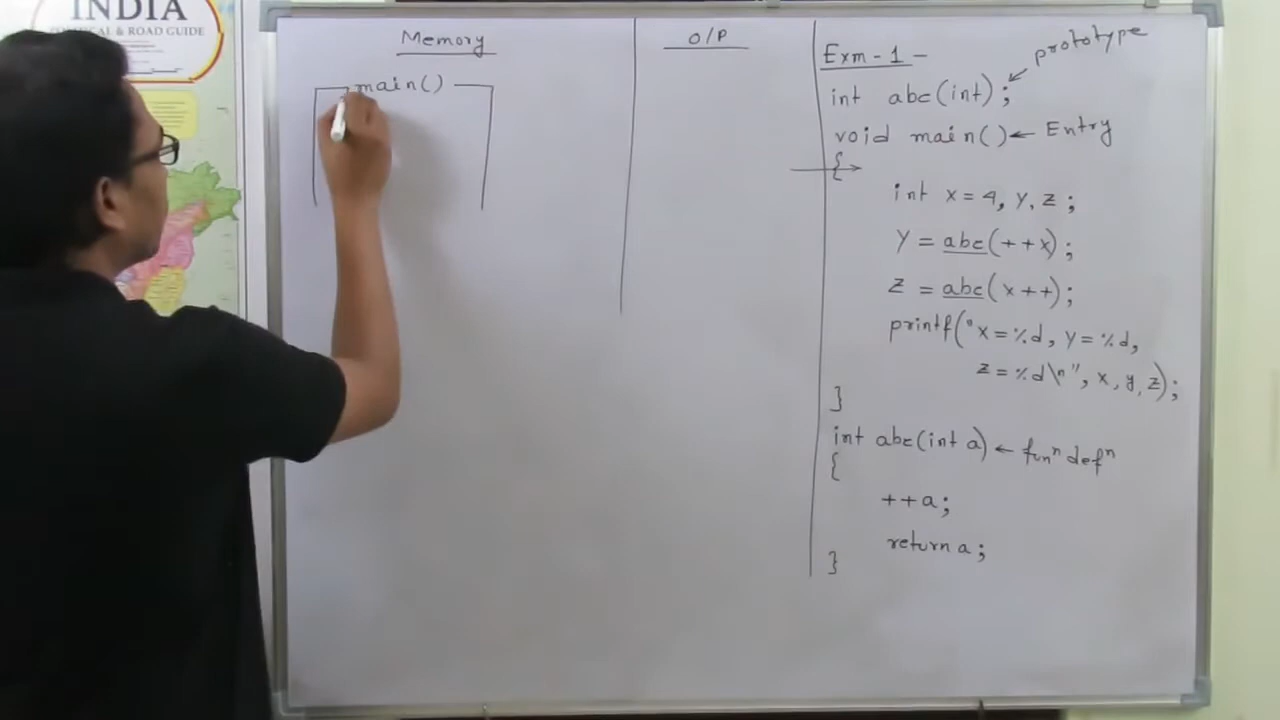 INDIA
& ROAD GUIDE
Memory
main()
O/P
Exm-1-
prototype
int abc(int);
void main() ← Entry
{
int x=4, y, z;
y = abc(++x);
z = abc(x++);
printf("x=%d, y=%d,
z=%d\n", x, y, z);
}
int abc(int a) ← funⁿ defⁿ
{
++a;
return a;
}